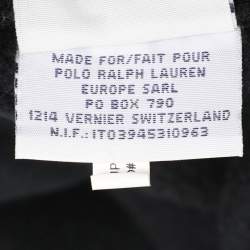 MADE FOR/FAIT POUR
POLO RALPH LAUREN
EUROPE SARL
PO BOX 790
1214 VERNIER SWITZERLAND
N.I.F.: IT03945310963